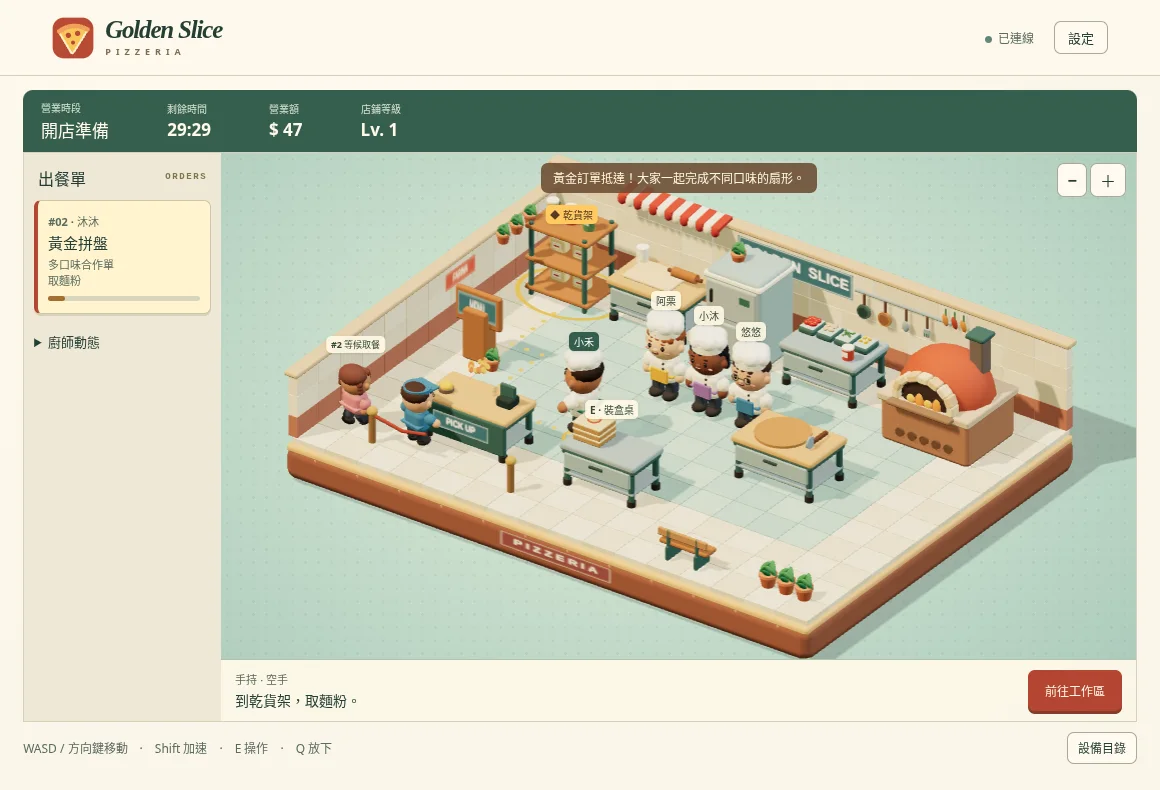 Golden Slice
PIZZERIA
已連線
設定
營業時段
開店準備
剩餘時間
29:29
營業額
$ 47
店舖等級
Lv. 1
出餐單
ORDERS
#02 · 沐沐
黃金拼盤
多口味合作單
取麵粉
廚師動態
黃金訂單抵達！大家一起完成不同口味的扇形。
−
＋
◆ 乾貨架
SLICE
MENU
阿栗
小沐
悠悠
小禾
#2 等候取餐
E · 裝盒桌
PICK UP
PIZZERIA
手持 · 空手
到乾貨架，取麵粉。
前往工作區
WASD / 方向鍵移動 · Shift 加速 · E 操作 · Q 放下
設備目錄